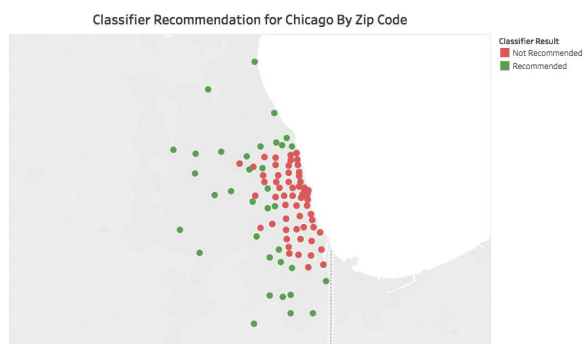 Classifier Recommendation for Chicago By Zip Code
Classifier Result
Not Recommended
Recommended